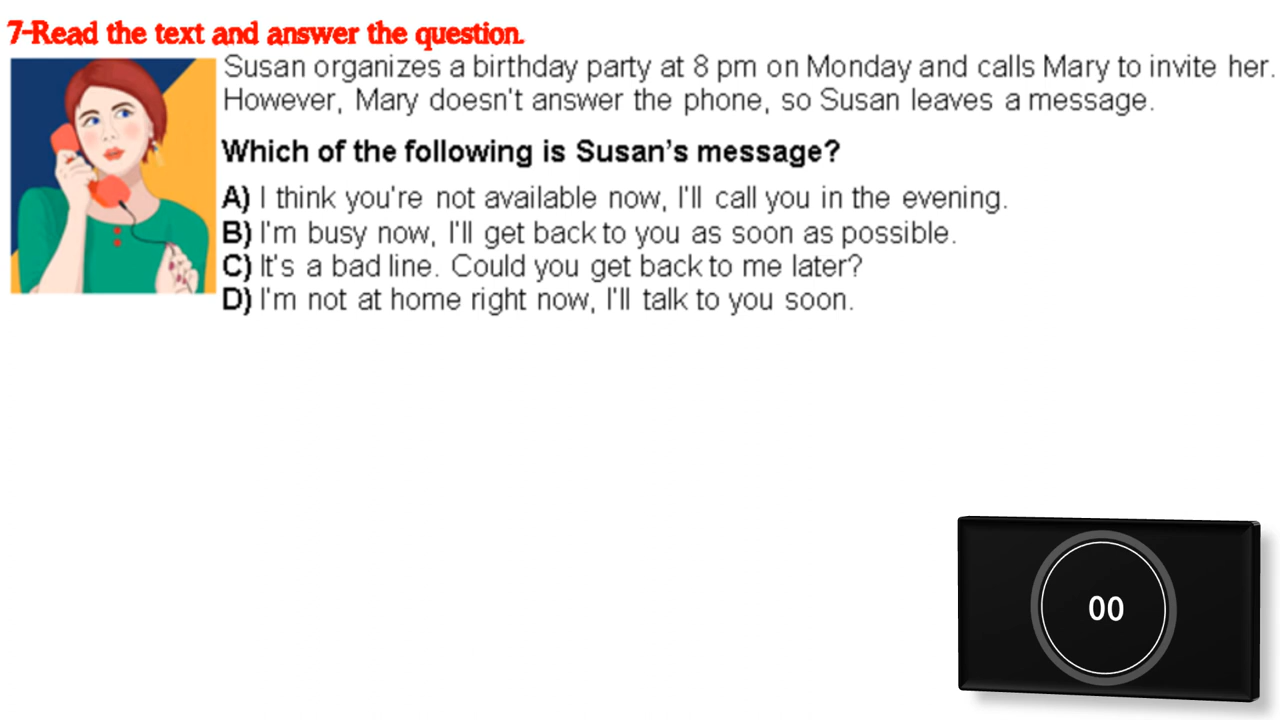 7-Read the text and answer the question.
Susan organizes a birthday party at 8 pm on Monday and calls Mary to invite her.
However, Mary doesn't answer the phone, so Susan leaves a message.
Which of the following is Susan's message?
A) I think you're not available now, I'll call you in the evening.
B) I'm busy now, I'll get back to you as soon as possible.
C) It's a bad line. Could you get back to me later?
D) I'm not at home right now, I'll talk to you soon.
00